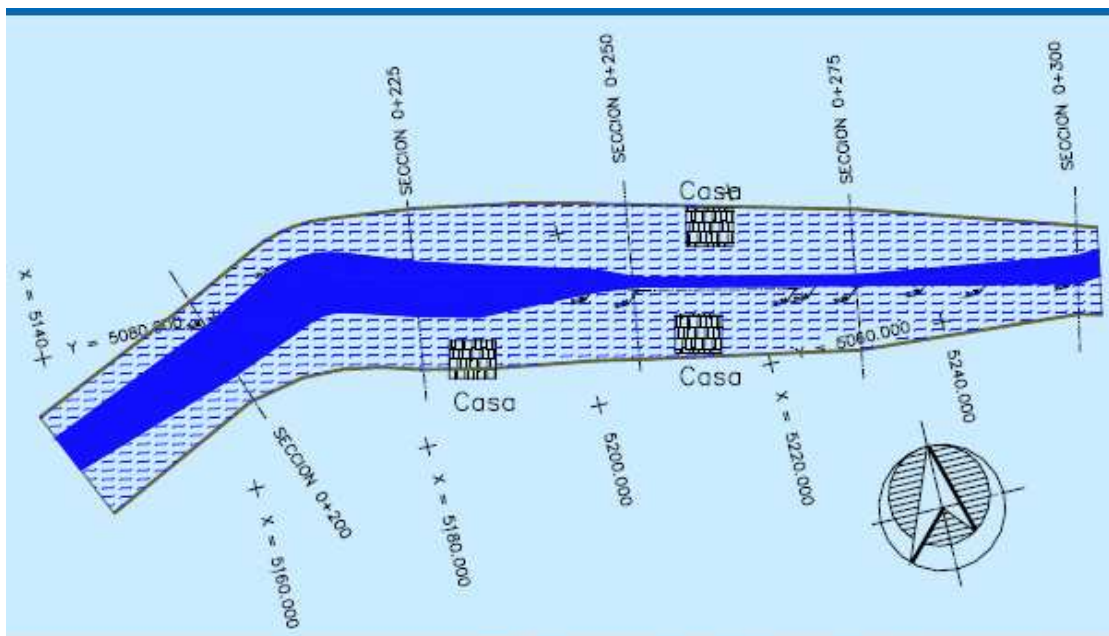 SECCION 0+225
SECCION 0+250
SECCION 0+275
SECCION 0+300
Casa
X = 5140
Y = 5080.000
Casa
Casa
5060.000
5240.000
SECCION 0+200
X = 5160.000
X = 5180.000
5200.000
X = 5220.000